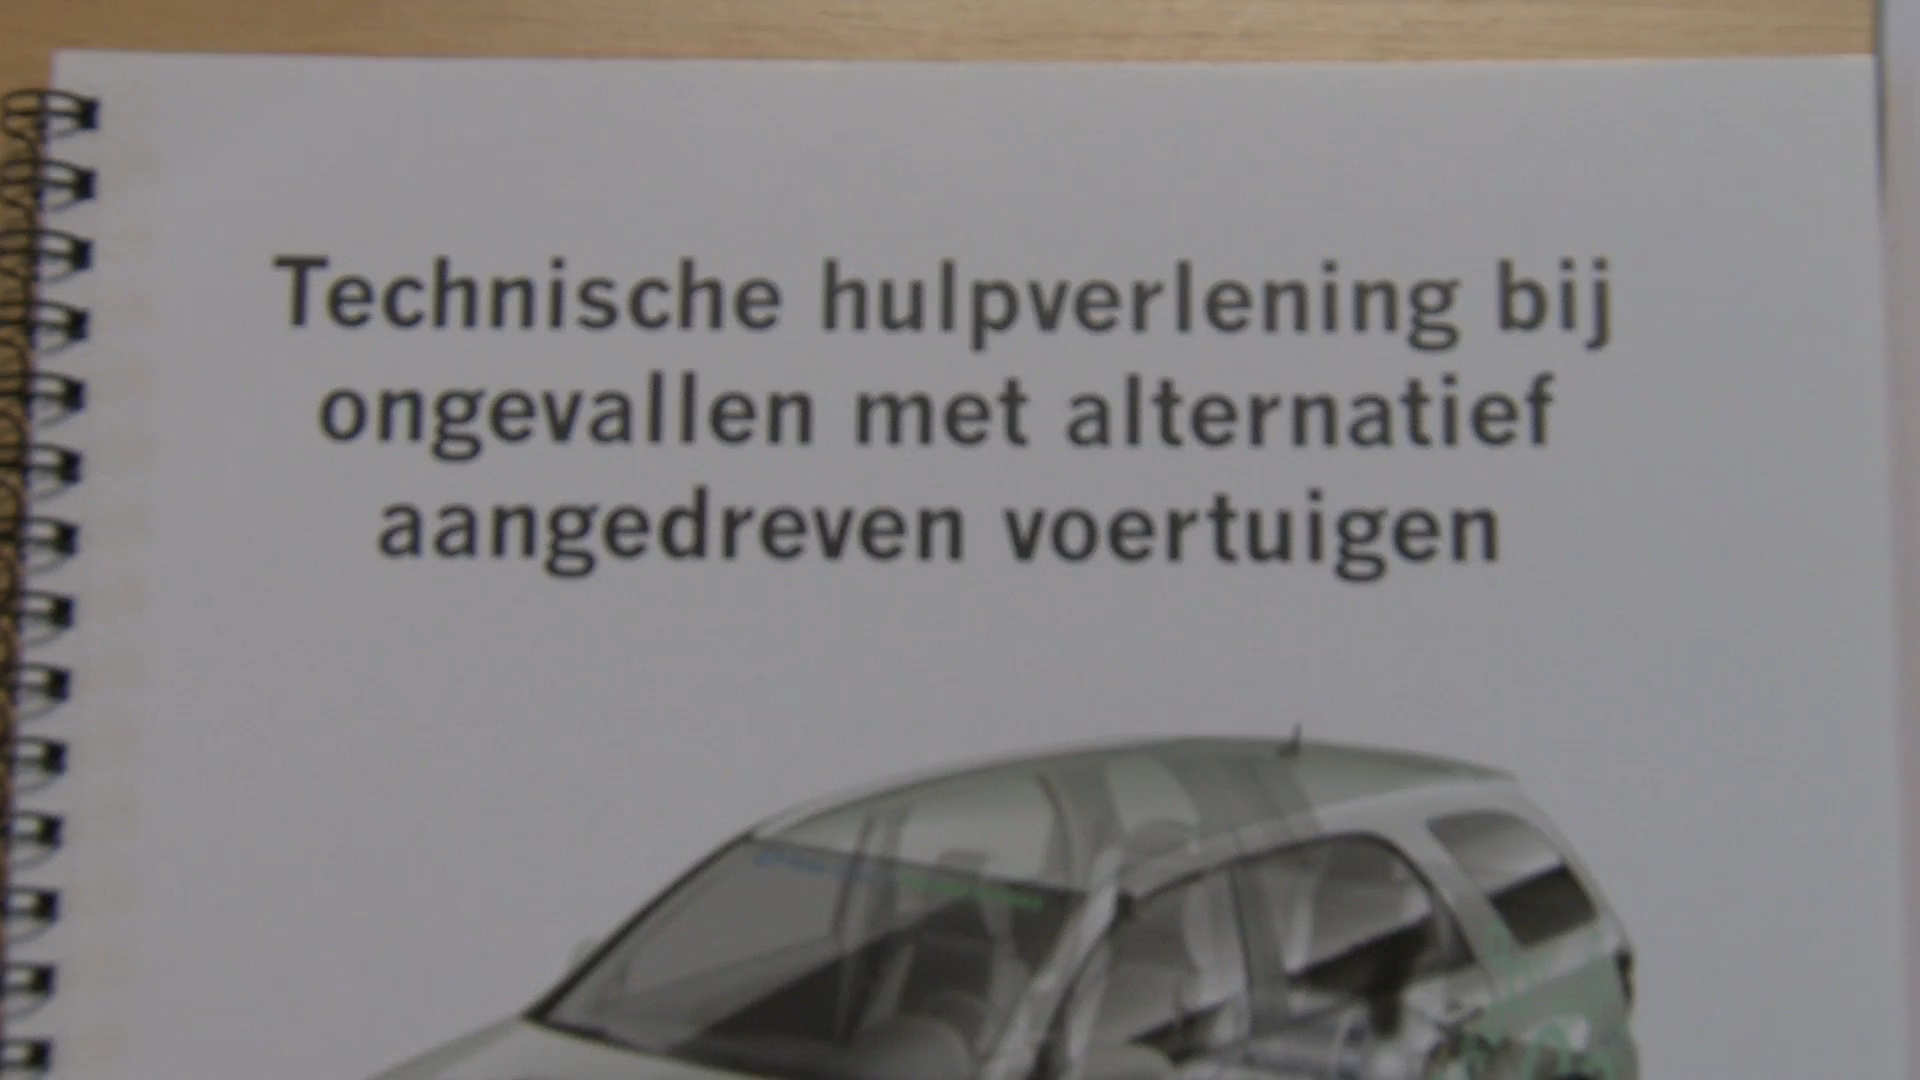 Technische hulpverlening bij
ongevallen met alternatief
aangedreven voertuigen